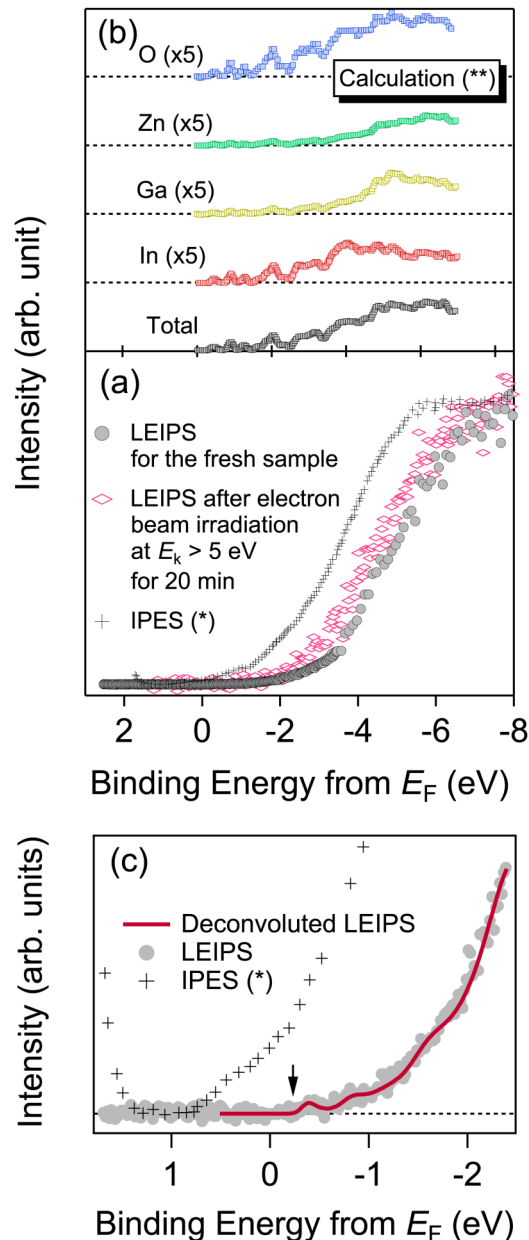 (b)
O (x5)
Calculation (**)
Zn (x5)
Ga (x5)
In (x5)
Total
Intensity (arb. unit)
(a)
LEIPS
for the fresh sample
LEIPS after electron
beam irradiation
at Ek > 5 eV
for 20 min
IPES (*)
2 0 -2 -4 -6 -8
Binding Energy from EF (eV)
(c)
Intensity (arb. units)
Deconvoluted LEIPS
LEIPS
IPES (*)
1 0 -1 -2
Binding Energy from EF (eV)